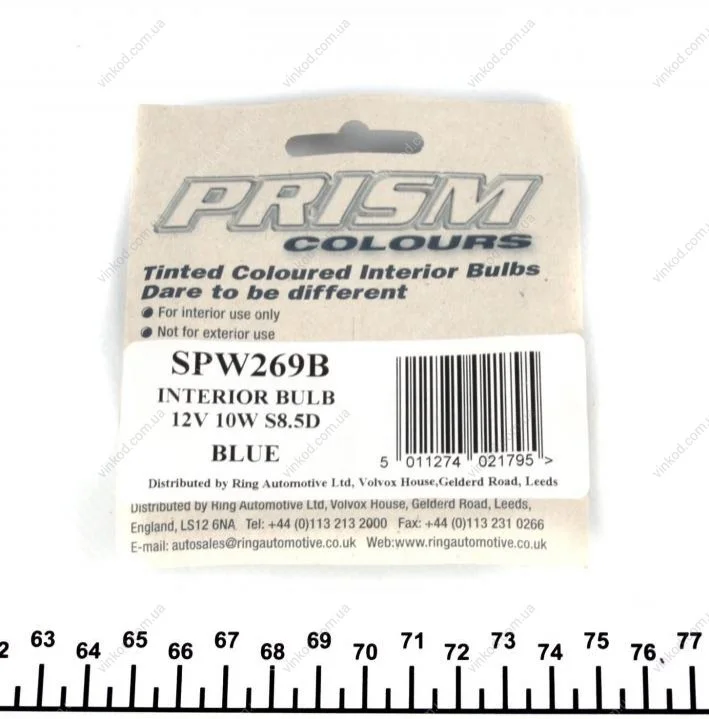 PRISM
COLOURS
Tinted Coloured Interior Bulbs
Dare to be different
● For interior use only
● Not for exterior use
SPW269B
INTERIOR BULB
12V 10W S8.5D
BLUE
5 011274 021795 >
Distributed by Ring Automotive Ltd, Volvox House,Gelderd Road, Leeds
Distributed by Ring Automotive Ltd, Volvox House, Gelderd Road, Leeds,
England, LS12 6NA Tel: +44 (0)113 213 2000 Fax: +44 (0)113 231 0266
E-mail: autosales@ringautomotive.co.uk Web:www.ringautomotive.co.uk
63 64 65 66 67 68 69 70 71 72 73 74 75 76 77
vinkod.com.ua